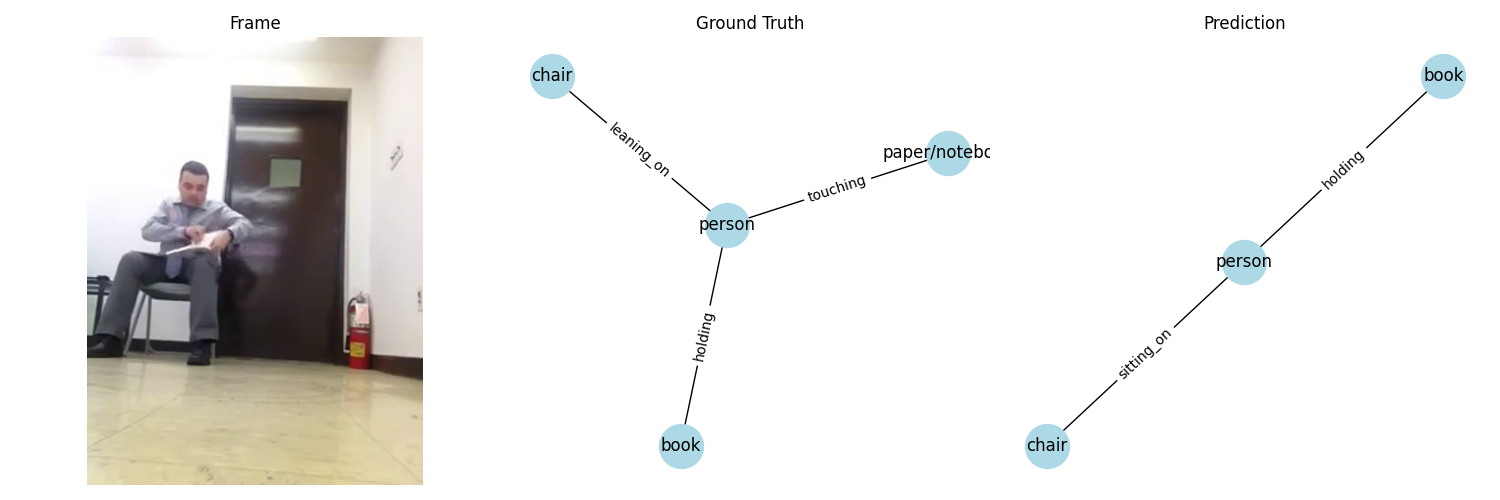 Frame
Ground Truth
Prediction
chair
leaning_on
paper/notebo
touching
person
holding
book
book
holding
person
sitting_on
chair